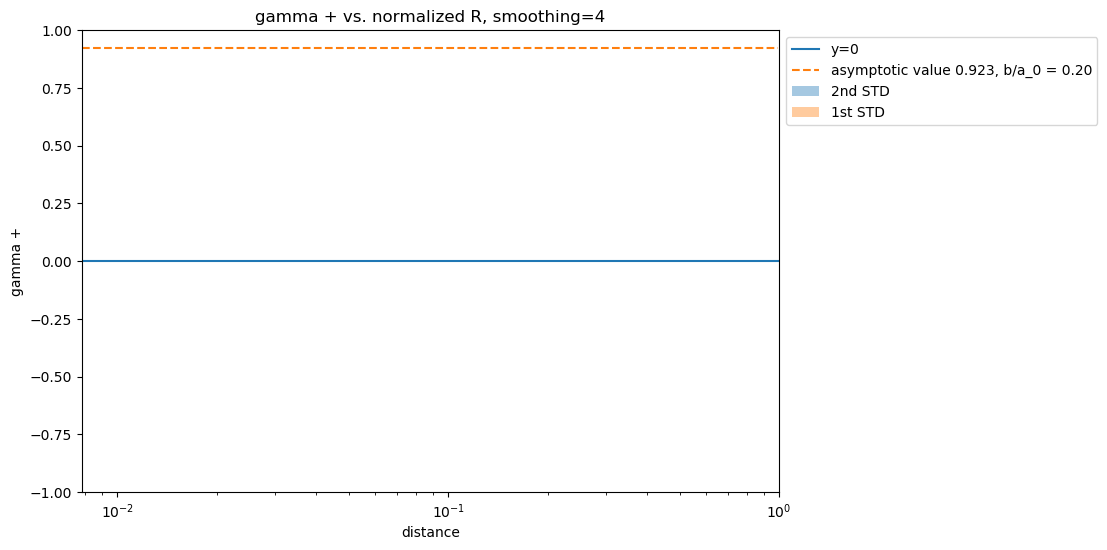 gamma + vs. normalized R, smoothing=4
1.00
0.75
0.50
0.25
0.00
−0.25
−0.50
−0.75
−1.00
gamma +
10⁻²
10⁻¹
10⁰
distance
y=0
asymptotic value 0.923, b/a_0 = 0.20
2nd STD
1st STD